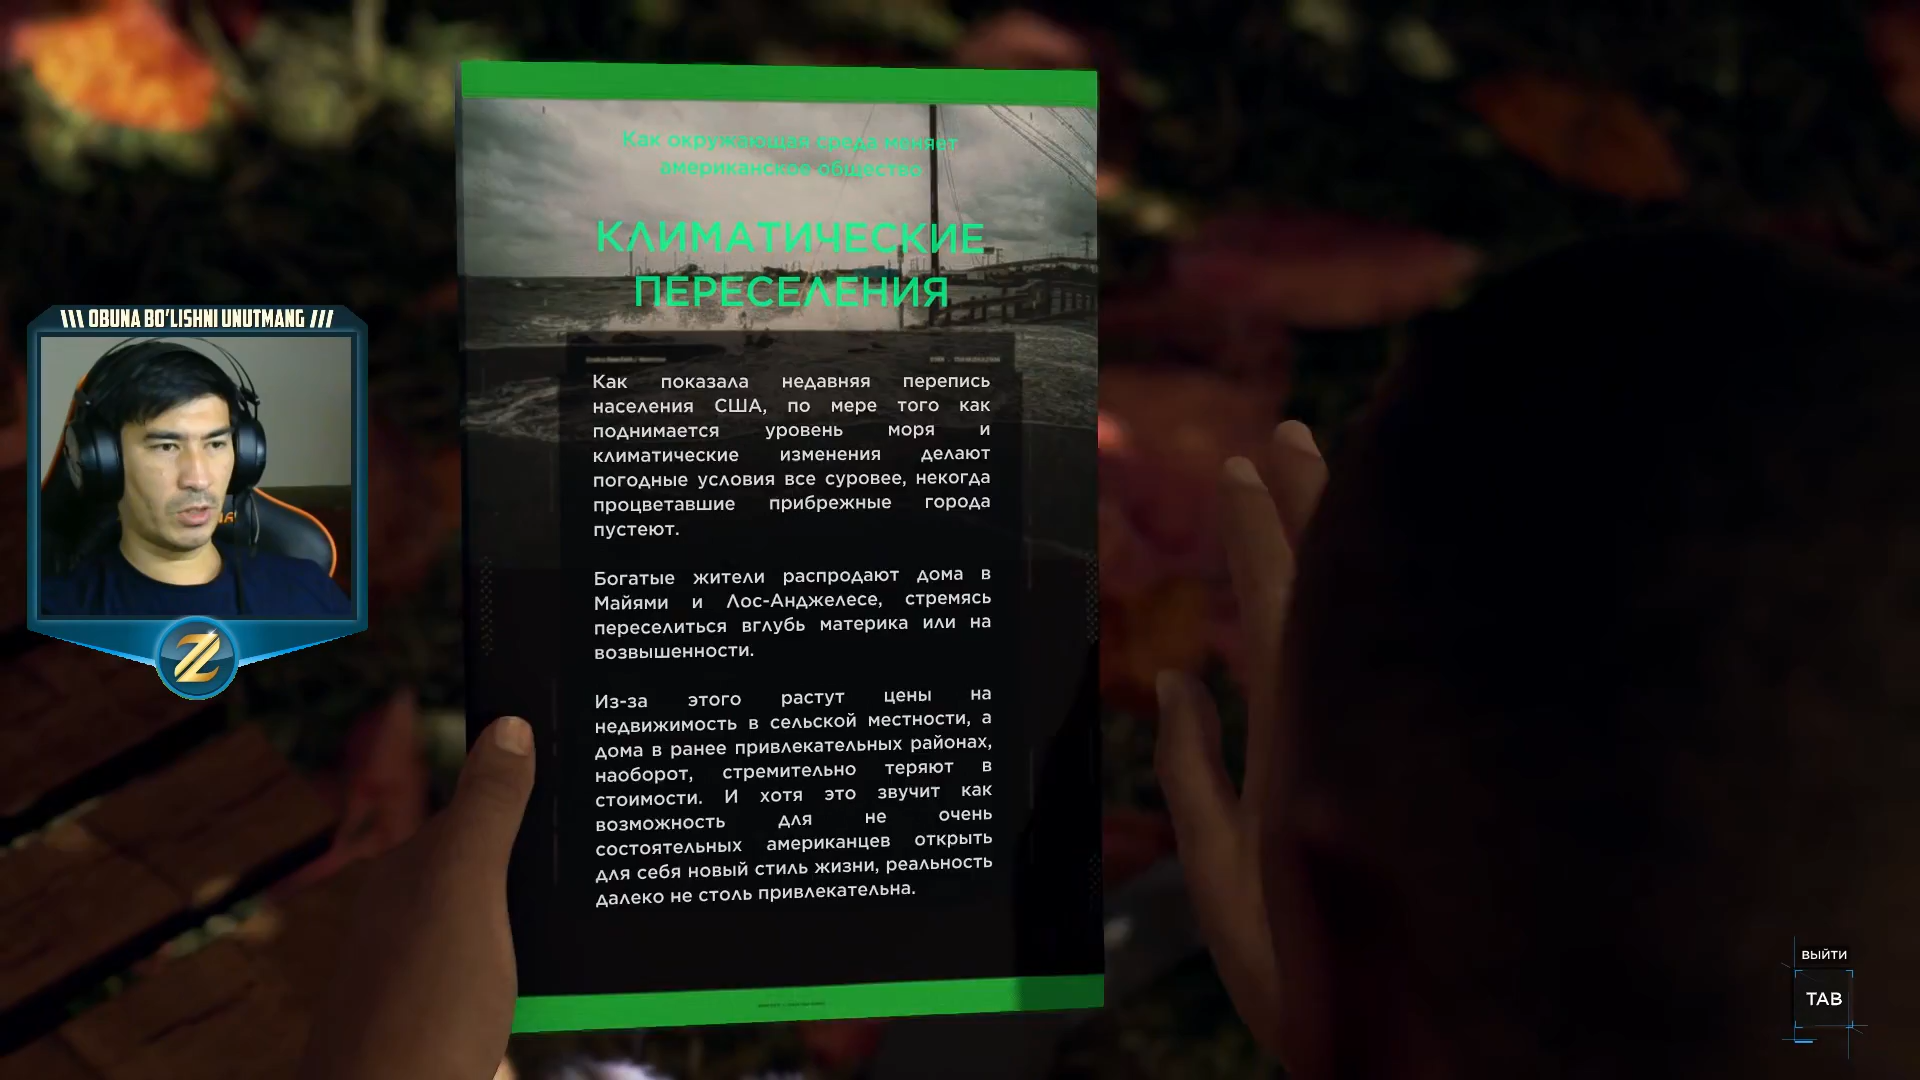 \\\ OBUNA BO'LISHNI UNUTMANG ///
Как окружающая среда меняет
американское общество
КЛИМАТИЧЕСКИЕ
ПЕРЕСЕЛЕНИЯ
Как показала недавняя перепись
населения США, по мере того как
поднимается уровень моря и
климатические изменения делают
погодные условия все суровее, некогда
процветавшие прибрежные города
пустеют.
Богатые жители распродают дома в
Майями и Лос-Анджелесе, стремясь
переселиться вглубь материка или на
возвышенности.
Из-за этого растут цены на
недвижимость в сельской местности, а
дома в ранее привлекательных районах,
наоборот, стремительно теряют в
стоимости. И хотя это звучит как
возможность для не очень
состоятельных американцев открыть
для себя новый стиль жизни, реальность
далеко не столь привлекательна.
Z
ВЫЙТИ
TAB